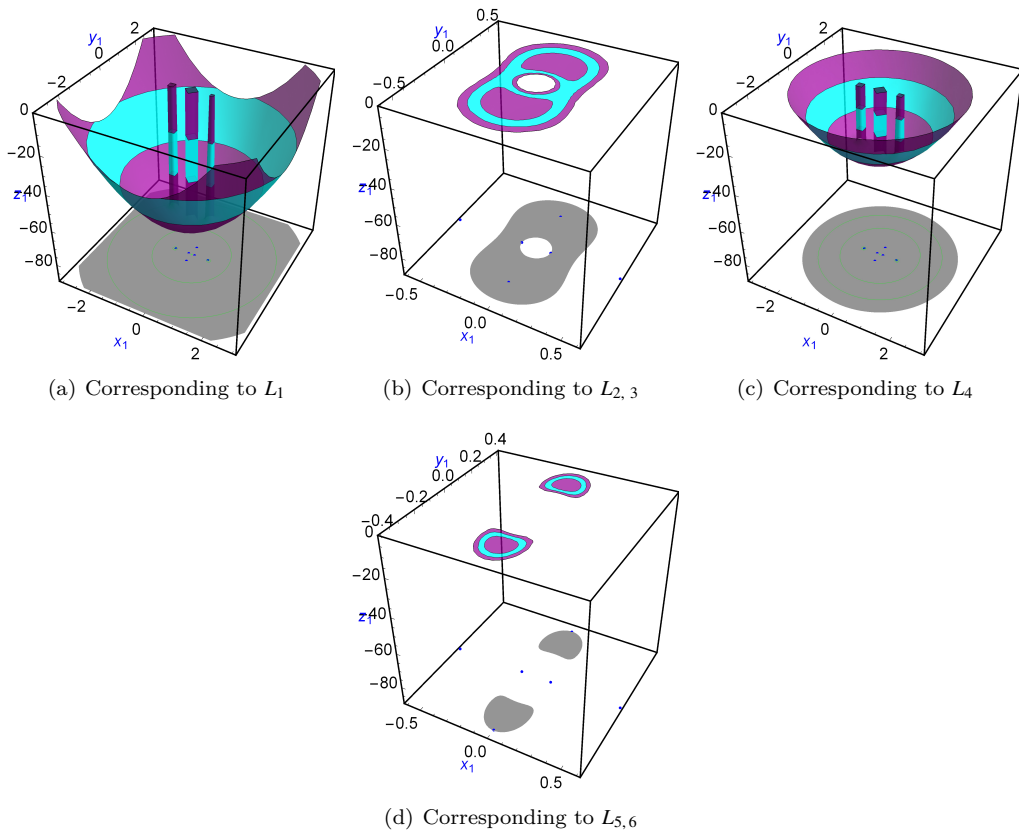 2
y₁
0
−2
0
−20
−40
z₁
−60
−80
−2
0
x₁
2
(a) Corresponding to L₁
0.5
y₁
0.0
−0.5
0
−20
−40
z₁
−60
−80
−0.5
0.0
x₁
0.5
(b) Corresponding to L₂, ₃
2
y₁
0
−2
0
−20
−40
z₁
−60
−80
−2
0
x₁
2
(c) Corresponding to L₄
0.4
y₁
0.2
0.0
−0.2
−0.4
0
−20
−40
z₁
−60
−80
−0.5
0.0
x₁
0.5
(d) Corresponding to L₅,₆